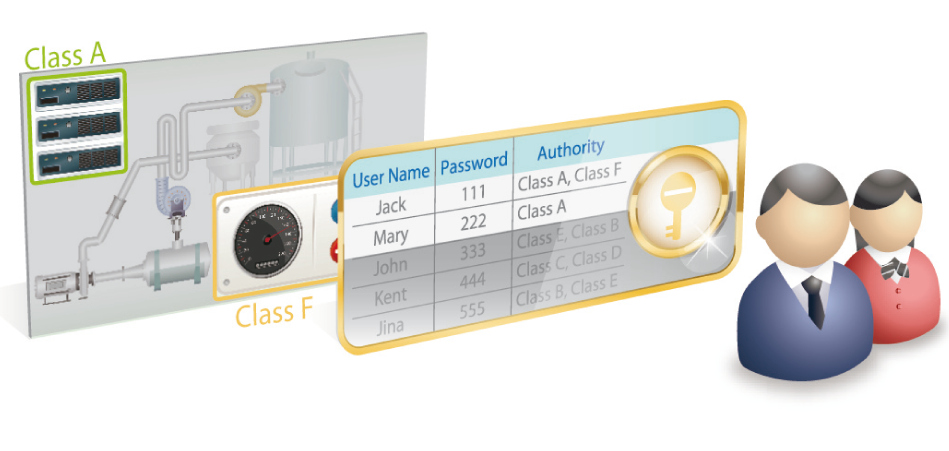 Class A
User Name Password Authority
Jack 111 Class A, Class F
Mary 222 Class A
John 333 Class E, Class B
Kent 444 Class C, Class D
Jina 555 Class B, Class E
Class F